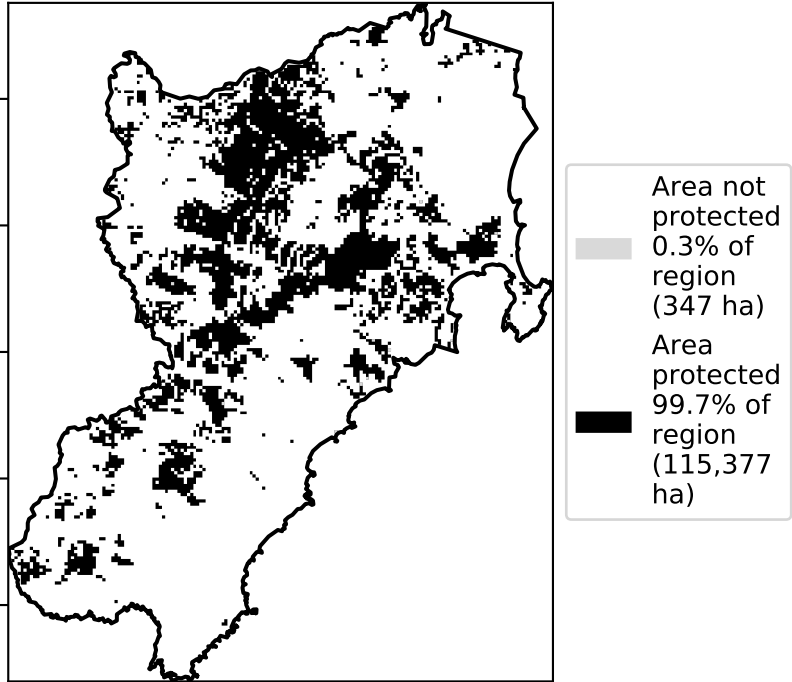 Area not
protected
0.3% of
region
(347 ha)
Area
protected
99.7% of
region
(115,377
ha)